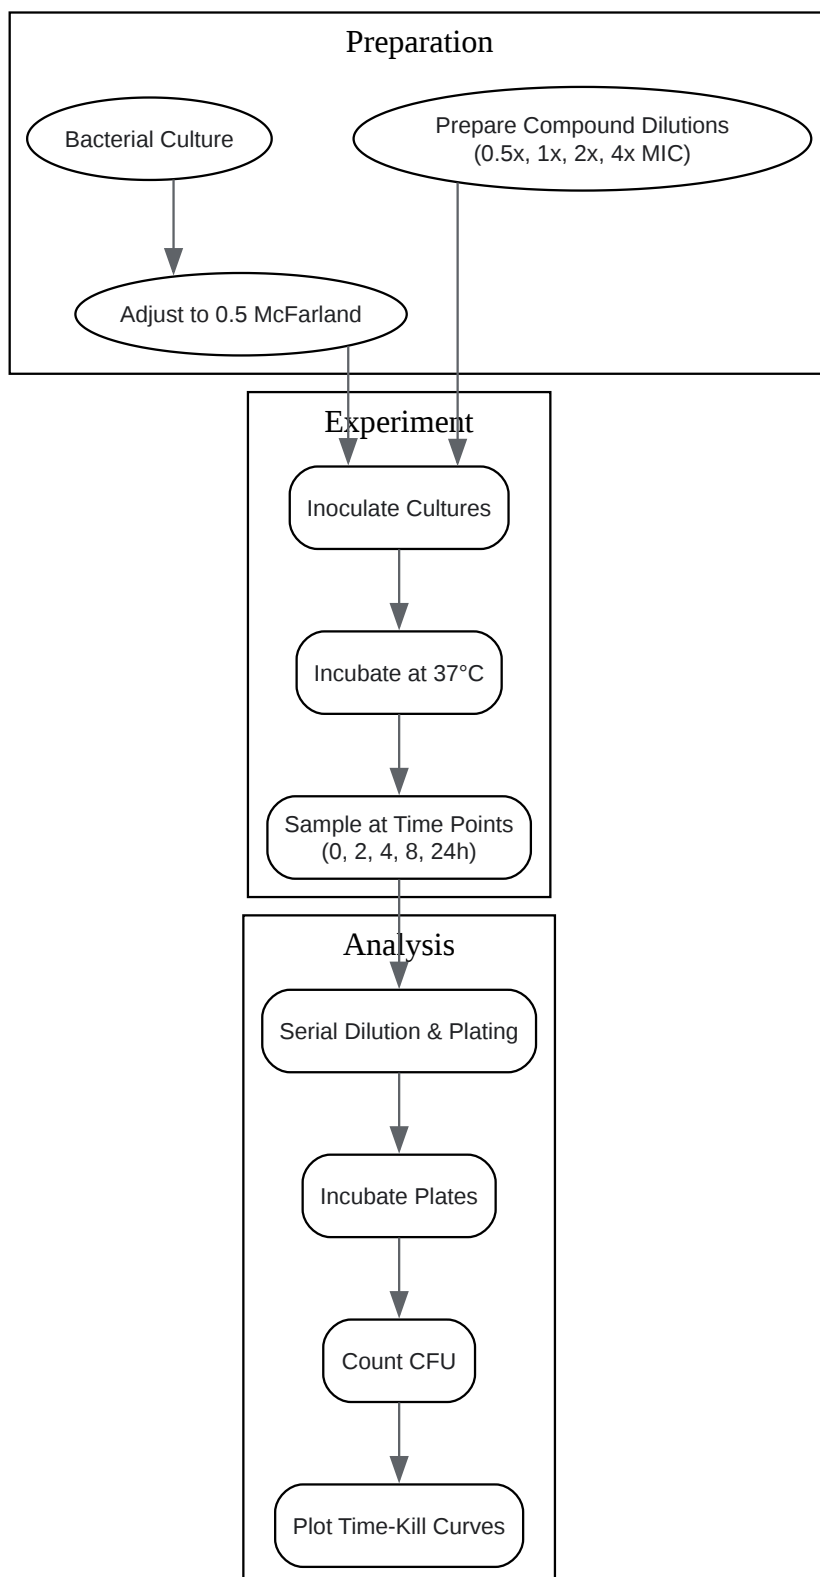 Preparation
Bacterial Culture
Prepare Compound Dilutions
(0.5x, 1x, 2x, 4x MIC)
Adjust to 0.5 McFarland
Experiment
Inoculate Cultures
Incubate at 37°C
Sample at Time Points
(0, 2, 4, 8, 24h)
Analysis
Serial Dilution & Plating
Incubate Plates
Count CFU
Plot Time-Kill Curves